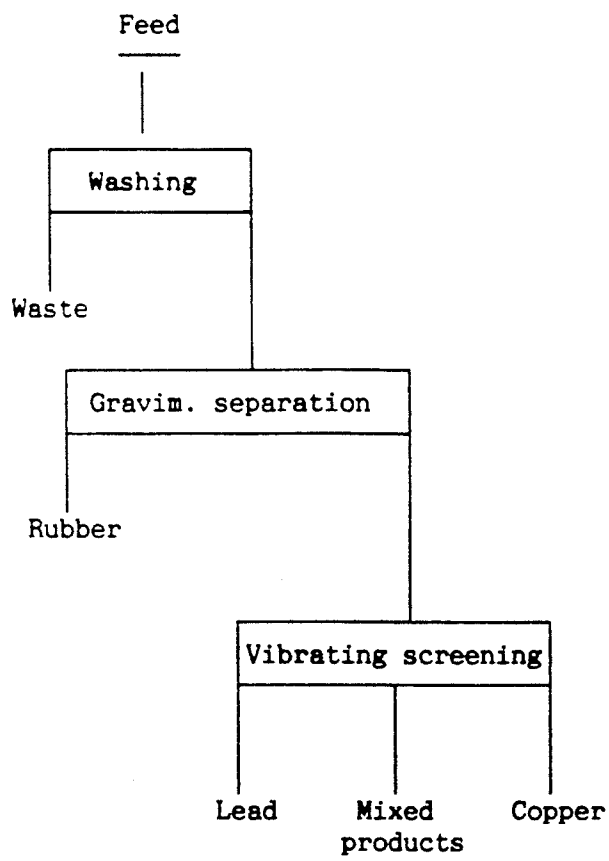 Feed
Washing
Waste
Gravim. separation
Rubber
Vibrating screening
Lead
Mixed
products
Copper